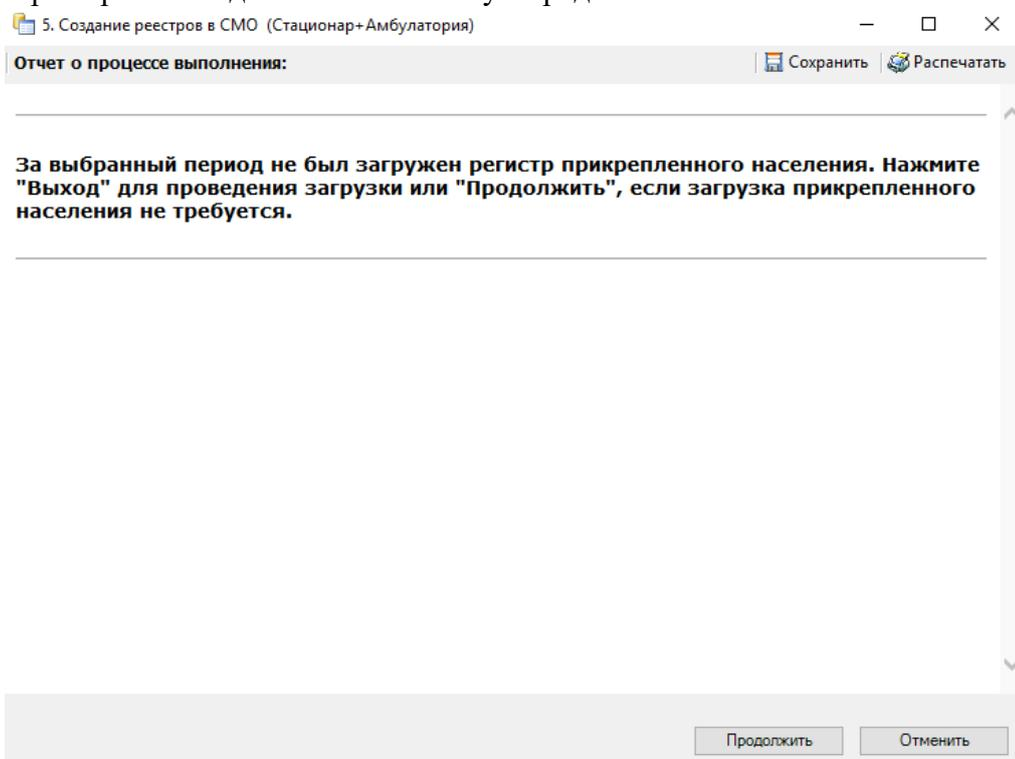 5. Создание реестров в СМО (Стационар+Амбулатория)
Отчет о процессе выполнения:
Сохранить
Распечатать
За выбранный период не был загружен регистр прикрепленного населения. Нажмите
"Выход" для проведения загрузки или "Продолжить", если загрузка прикрепленного
населения не требуется.
Продолжить
Отменить